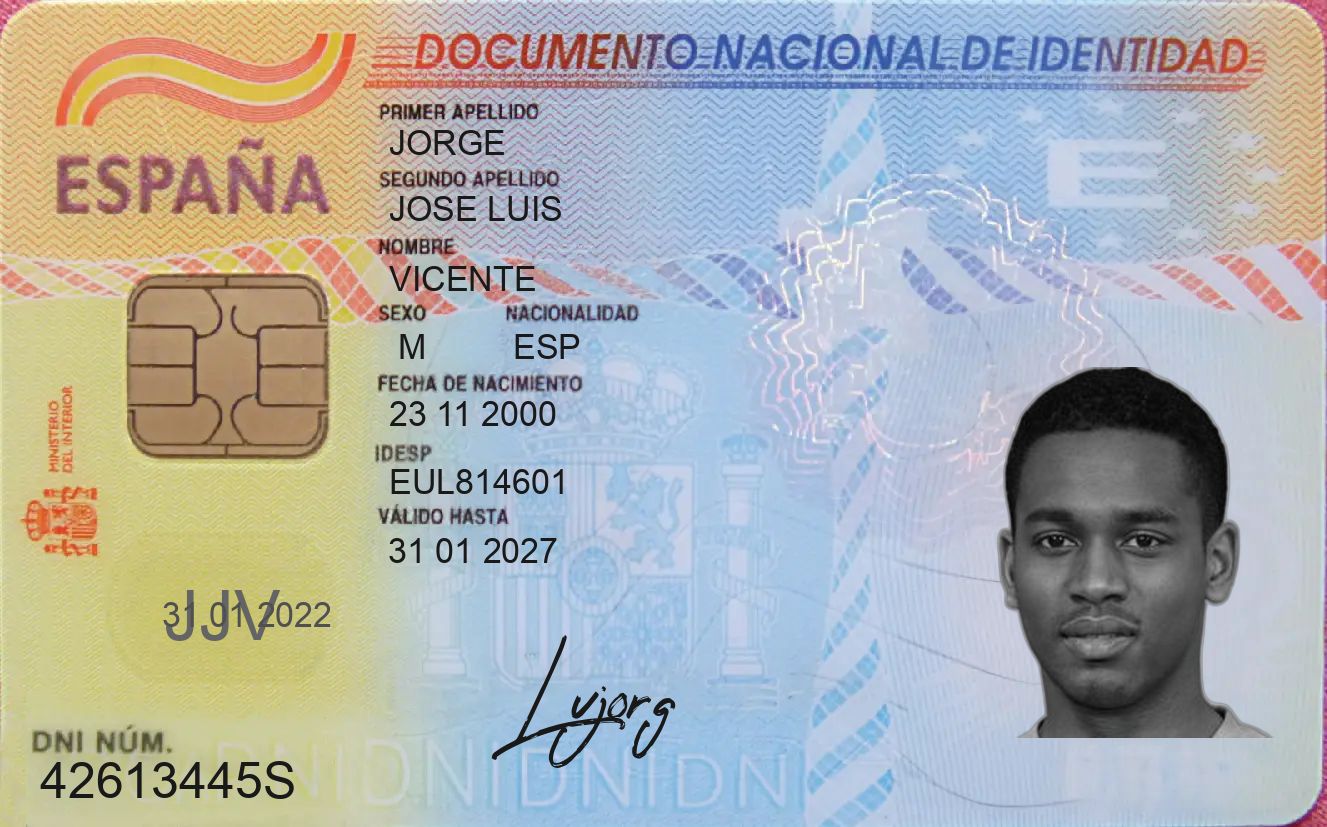 DOCUMENTO NACIONAL DE IDENTIDAD
ESPAÑA
PRIMER APELLIDO
JORGE
SEGUNDO APELLIDO
JOSE LUIS
NOMBRE
VICENTE
SEXO NACIONALIDAD
M ESP
FECHA DE NACIMIENTO
23 11 2000
IDESP
EUL814601
VÁLIDO HASTA
31 01 2027
MINISTERIO
DEL INTERIOR
E
31 01 2022
JJV
Lujorg
DNI NÚM.
42613445S
DNIDNIDNIDNI